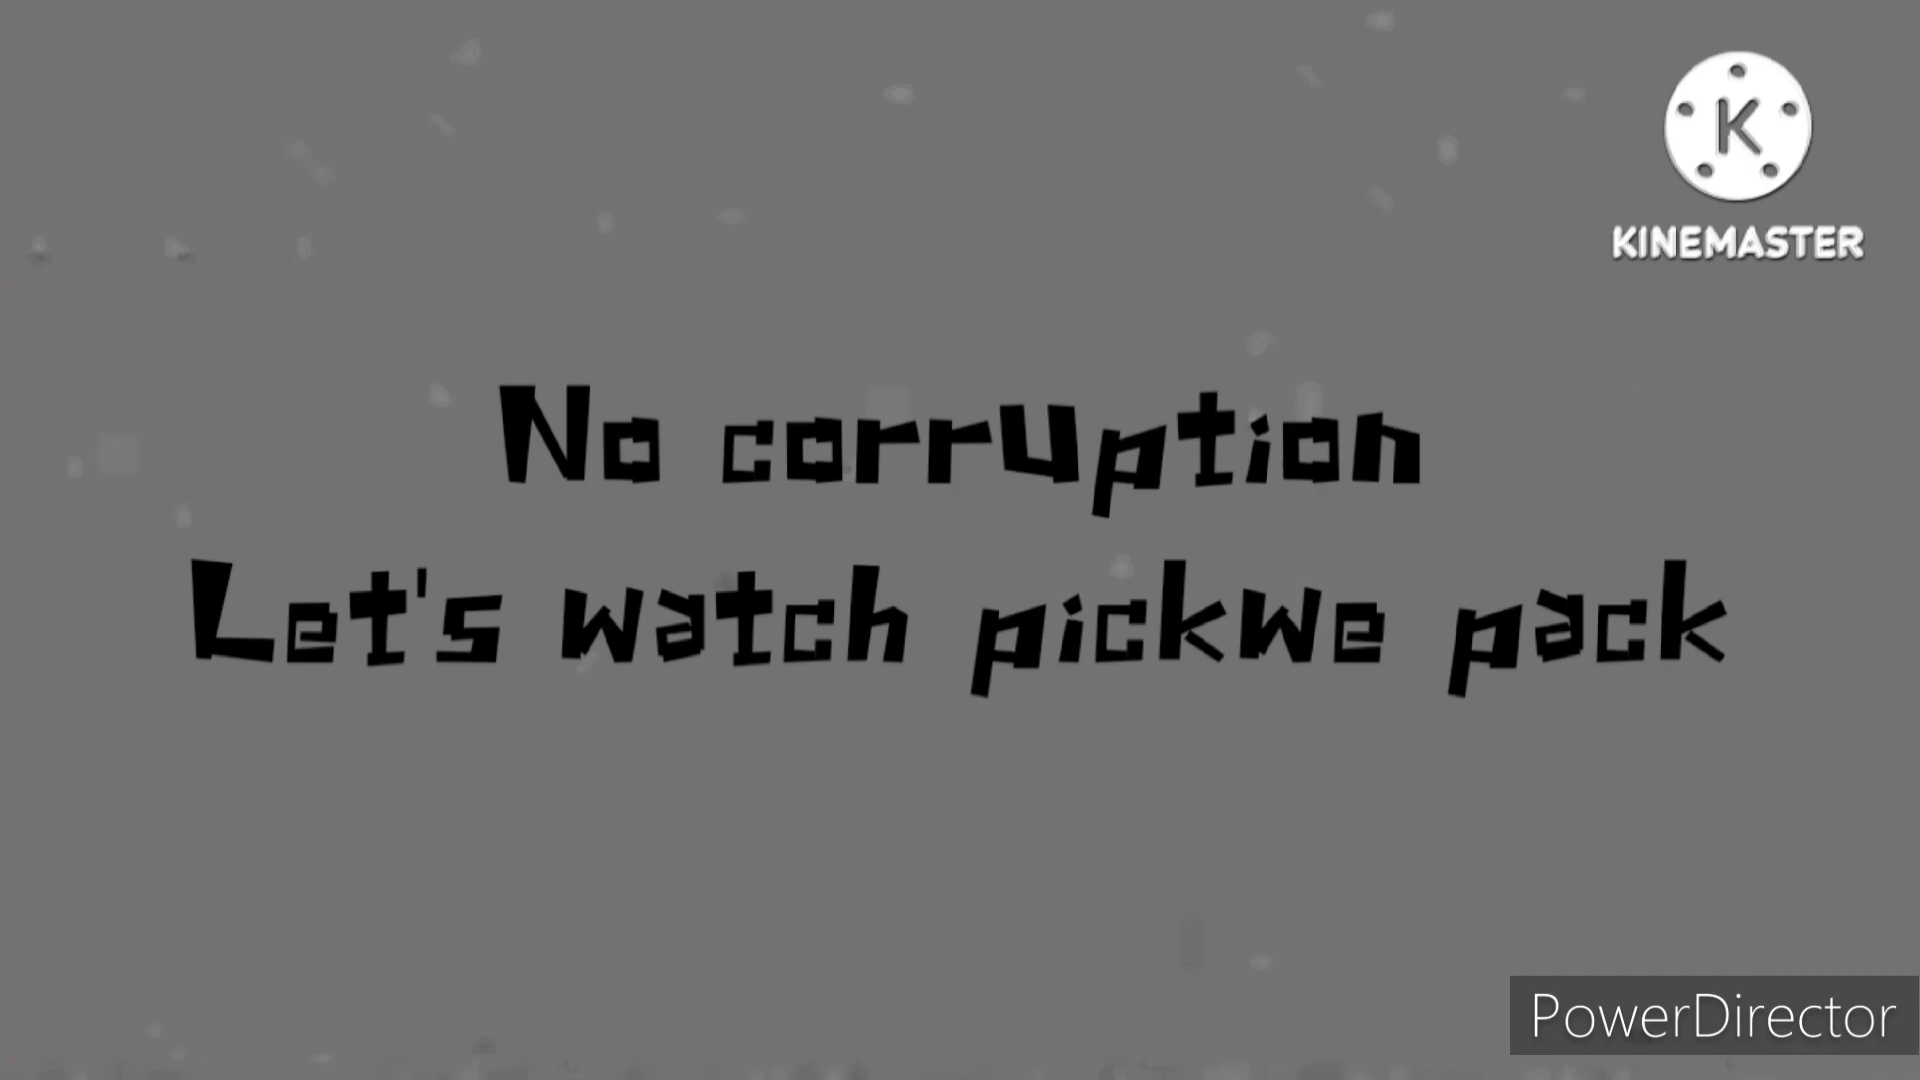 K
KINEMASTER
No corruption
Let's watch pickwe pack
PowerDirector